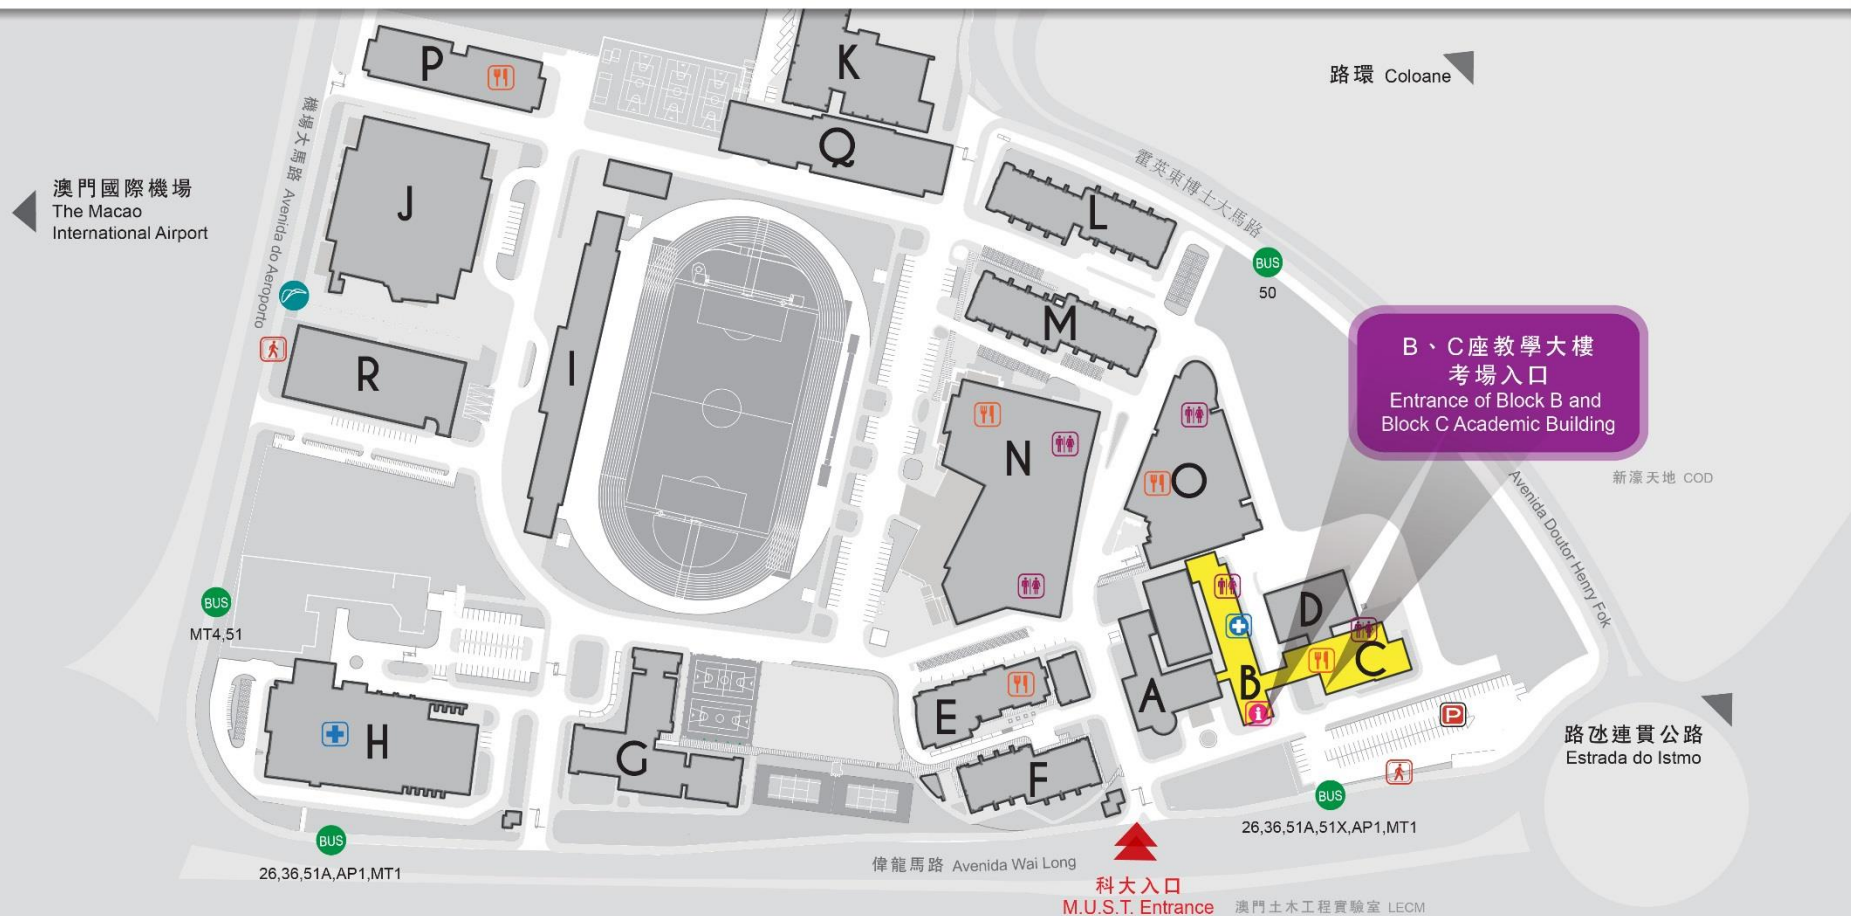 P
K
路環 Coloane
Q
機場大馬路 Avenida do Aeroporto
澳門國際機場
The Macao
International Airport
J
L
霍英東博士大馬路
BUS
50
M
R
I
B、C座教學大樓
考場入口
Entrance of Block B and
Block C Academic Building
N
O
新濠天地 COD
Avenida Doutor Henry Fok
BUS
MT4,51
D
B
C
A
E
H
G
F
P
路氹連貫公路
Estrada do Istmo
BUS
26,36,51A,51X,AP1,MT1
BUS
26,36,51A,AP1,MT1
偉龍馬路 Avenida Wai Long
科大入口
M.U.S.T. Entrance
澳門土木工程實驗室 LECM